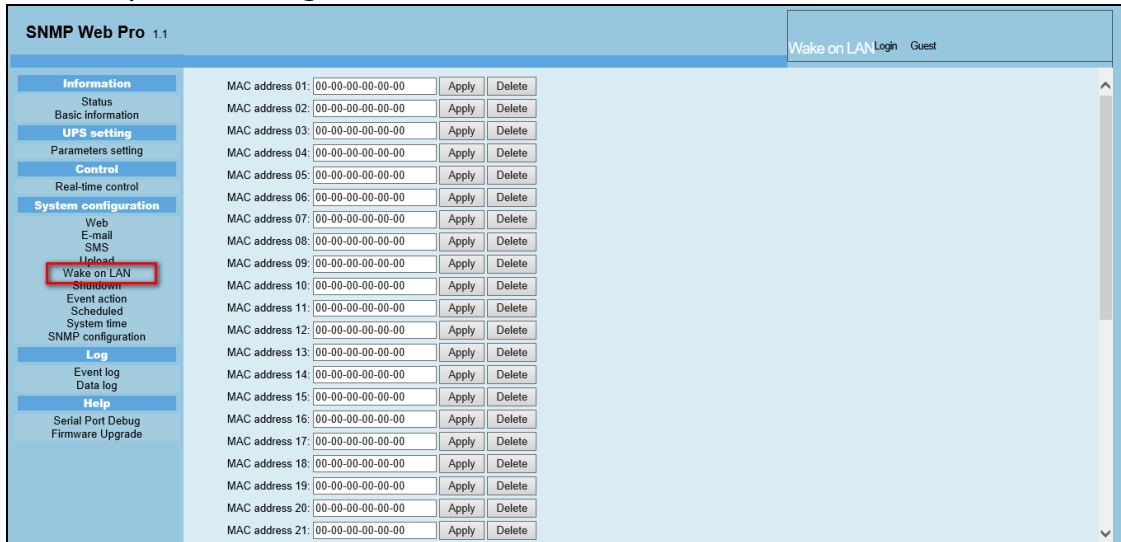 SNMP Web Pro 1.1
Wake on LAN Login Guest
Information
Status
Basic information
UPS setting
Parameters setting
Control
Real-time control
System configuration
Web
E-mail
SMS
Upload
Wake on LAN
Shutdown
Event action
Scheduled
System time
SNMP configuration
Log
Event log
Data log
Help
Serial Port Debug
Firmware Upgrade
MAC address 01: 00-00-00-00-00-00 Apply Delete
MAC address 02: 00-00-00-00-00-00 Apply Delete
MAC address 03: 00-00-00-00-00-00 Apply Delete
MAC address 04: 00-00-00-00-00-00 Apply Delete
MAC address 05: 00-00-00-00-00-00 Apply Delete
MAC address 06: 00-00-00-00-00-00 Apply Delete
MAC address 07: 00-00-00-00-00-00 Apply Delete
MAC address 08: 00-00-00-00-00-00 Apply Delete
MAC address 09: 00-00-00-00-00-00 Apply Delete
MAC address 10: 00-00-00-00-00-00 Apply Delete
MAC address 11: 00-00-00-00-00-00 Apply Delete
MAC address 12: 00-00-00-00-00-00 Apply Delete
MAC address 13: 00-00-00-00-00-00 Apply Delete
MAC address 14: 00-00-00-00-00-00 Apply Delete
MAC address 15: 00-00-00-00-00-00 Apply Delete
MAC address 16: 00-00-00-00-00-00 Apply Delete
MAC address 17: 00-00-00-00-00-00 Apply Delete
MAC address 18: 00-00-00-00-00-00 Apply Delete
MAC address 19: 00-00-00-00-00-00 Apply Delete
MAC address 20: 00-00-00-00-00-00 Apply Delete
MAC address 21: 00-00-00-00-00-00 Apply Delete